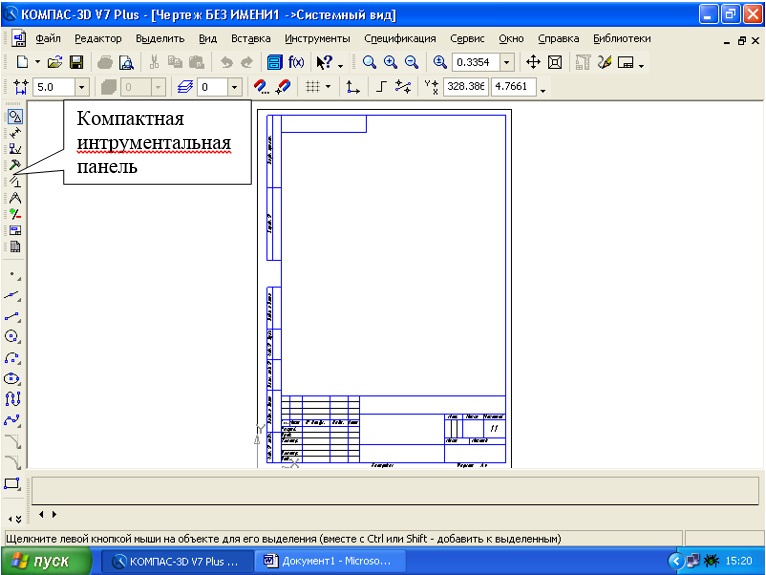 КОМПАС-3D V7 Plus - [Чертеж БЕЗ ИМЕНИ1 ->Системный вид]
Файл Редактор Выделить Вид Вставка Инструменты Спецификация Сервис Окно Справка Библиотеки
f(x) 0.3354
5.0 0 0 328.386 4.7661
Компактная
интрументальная
панель
Щелкните левой кнопкой мыши на объекте для его выделения (вместе с Ctrl или Shift - добавить к выделенным)
пуск КОМПАС-3D V7 Plus ... Документ1 - Microso... 15:20